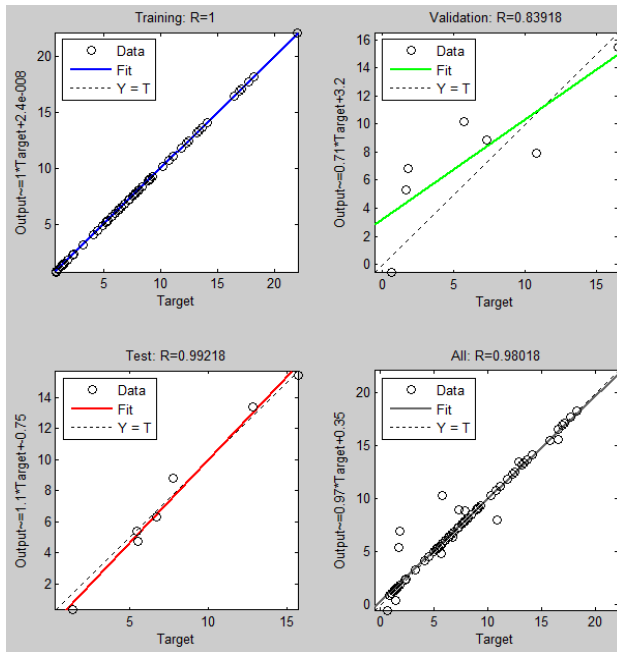 Training: R=1
Data
Fit
Y = T
20
15
10
5
5
10
15
20
Target
Output~=1*Target+2.4e-008
Validation: R=0.83918
Data
Fit
Y = T
16
14
12
10
8
6
4
2
0
0
5
10
15
Target
Output~=0.71*Target+3.2
Test: R=0.99218
Data
Fit
Y = T
14
12
10
8
6
4
2
5
10
15
Target
Output~=1.1*Target+-0.75
All: R=0.98018
Data
Fit
Y = T
20
15
10
5
0
0
5
10
15
20
Target
Output~=0.97*Target+0.35